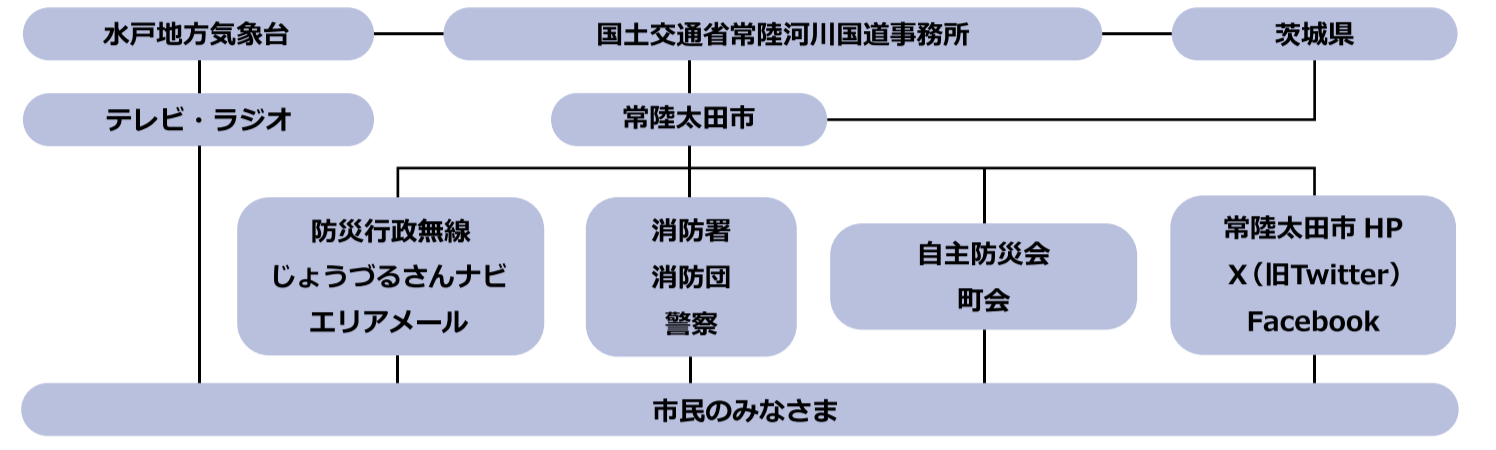 水戸地方気象台
国土交通省常陸河川国道事務所
茨城県
テレビ・ラジオ
常陸太田市
防災行政無線
じょうづるさんナビ
エリアメール
消防署
消防団
警察
自主防災会
町会
常陸太田市 HP
X(旧Twitter)
Facebook
市民のみなさま